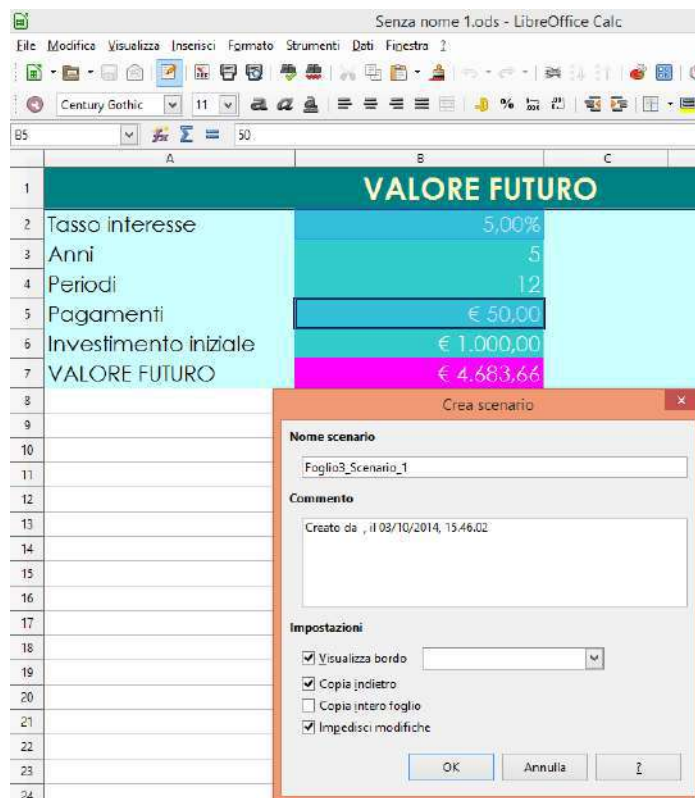 Senza nome 1.ods - LibreOffice Calc
File Modifica Visualizza Inserisci Formato Strumenti Dati Finestra ?
Century Gothic 11
B5 50
A B C
1 VALORE FUTURO
2 Tasso interesse 5,00%
3 Anni 5
4 Periodi 12
5 Pagamenti € 50,00
6 Investimento iniziale € 1.000,00
7 VALORE FUTURO € 4.683,66
8
Crea scenario
9
Nome scenario
10
11 Foglio3_Scenario_1
12 Commento
13 Creato da , il 03/10/2014, 15.46.02
14
15
16
17 Impostazioni
18 Visualizza bordo
19 Copia indietro
20 Copia intero foglio
21 Impedisci modifiche
22
23 OK Annulla ?
24